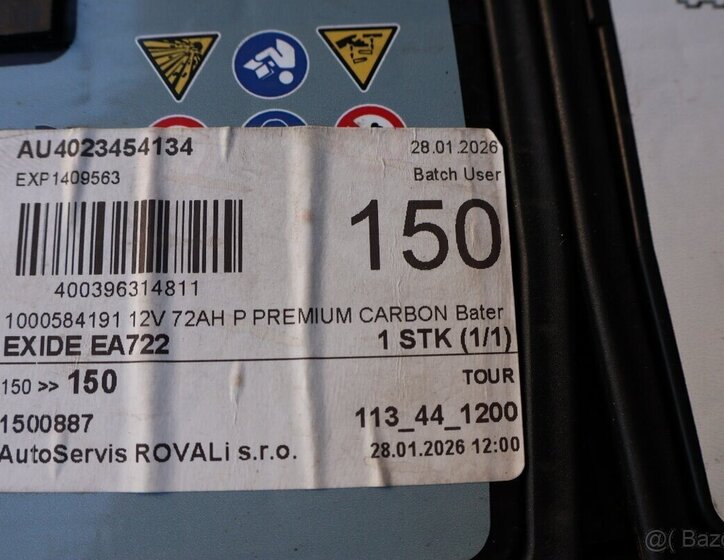 AU4023454134 28.01.2026
EXP1409563 Batch User
150
400396314811
1000584191 12V 72AH P PREMIUM CARBON Bater
EXIDE EA722 1 STK (1/1)
150 >> 150 TOUR
1500887 113_44_1200
AutoServis ROVALi s.r.o. 28.01.2026 12:00
@( Baz